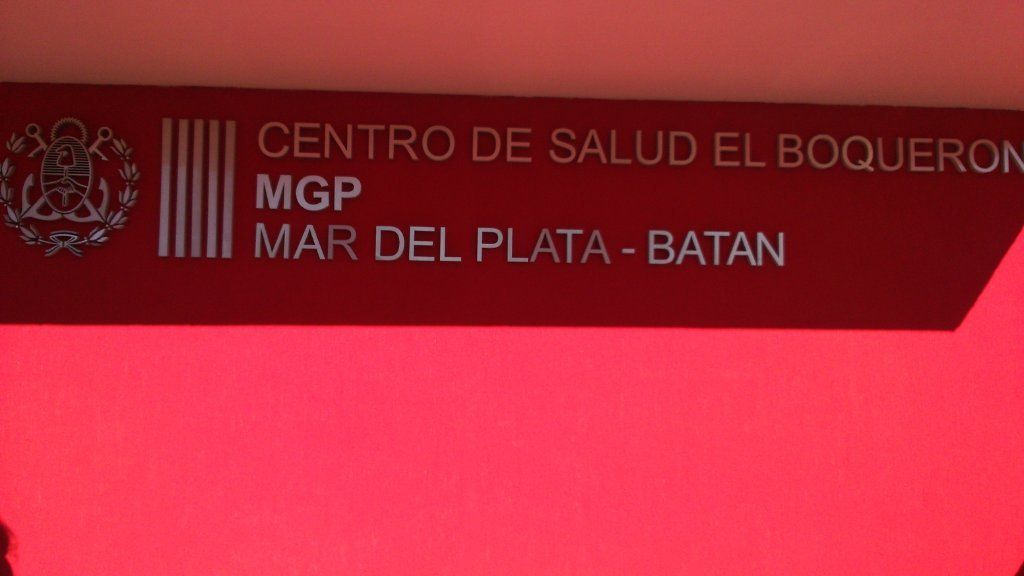 CENTRO DE SALUD EL BOQUERON
MGP
MAR DEL PLATA - BATAN